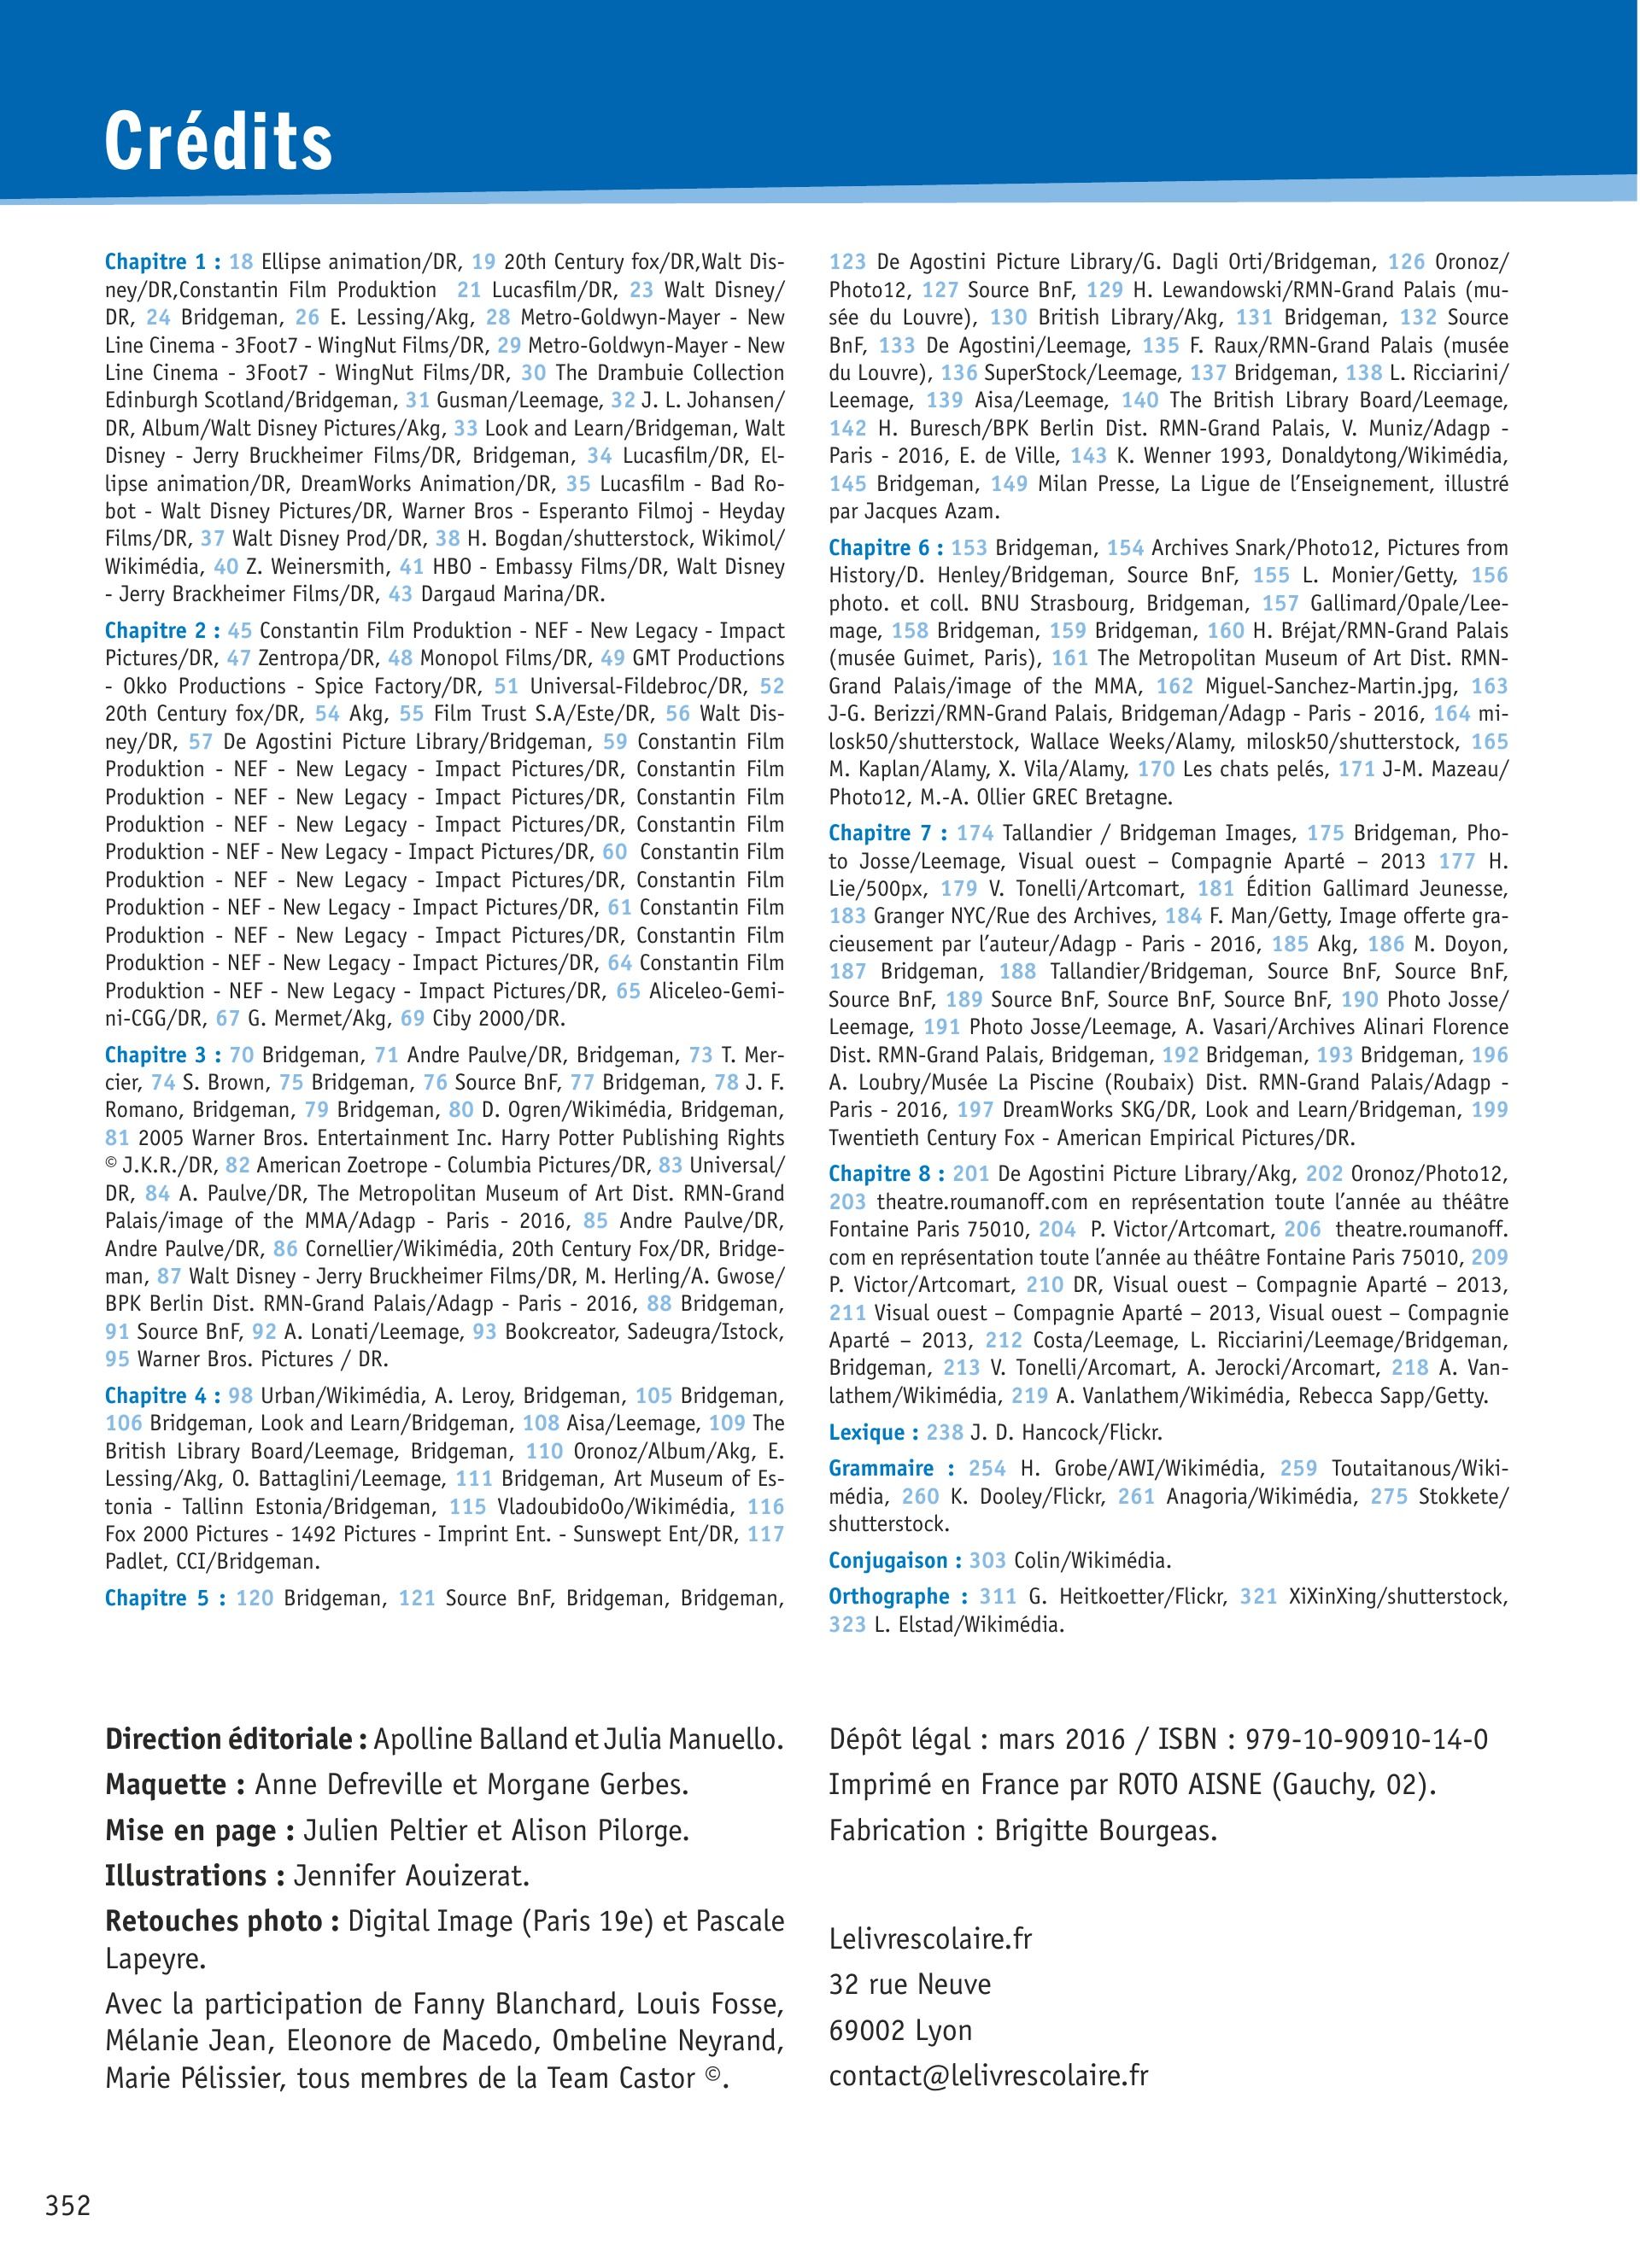 Crédits
Chapitre 1 : 18 Ellipse animation/DR, 19 20th Century fox/DR,Walt Dis-
ney/DR,Constantin Film Produktion 21 Lucasfilm/DR, 23 Walt Disney/
DR, 24 Bridgeman, 26 E. Lessing/Akg, 28 Metro-Goldwyn-Mayer - New
Line Cinema - 3Foot7 - WingNut Films/DR, 29 Metro-Goldwyn-Mayer - New
Line Cinema - 3Foot7 - WingNut Films/DR, 30 The Drambuie Collection
Edinburgh Scotland/Bridgeman, 31 Gusman/Leemage, 32 J. L. Johansen/
DR, Album/Walt Disney Pictures/Akg, 33 Look and Learn/Bridgeman, Walt
Disney - Jerry Bruckheimer Films/DR, Bridgeman, 34 Lucasfilm/DR, El-
lipse animation/DR, DreamWorks Animation/DR, 35 Lucasfilm - Bad Ro-
bot - Walt Disney Pictures/DR, Warner Bros - Esperanto Filmoj - Heyday
Films/DR, 37 Walt Disney Prod/DR, 38 H. Bogdan/shutterstock, Wikimol/
Wikimédia, 40 Z. Weinersmith, 41 HBO - Embassy Films/DR, Walt Disney
- Jerry Brackheimer Films/DR, 43 Dargaud Marina/DR.
Chapitre 2 : 45 Constantin Film Produktion - NEF - New Legacy - Impact
Pictures/DR, 47 Zentropa/DR, 48 Monopol Films/DR, 49 GMT Productions
- Okko Productions - Spice Factory/DR, 51 Universal-Fildebroc/DR, 52
20th Century fox/DR, 54 Akg, 55 Film Trust S.A/Este/DR, 56 Walt Dis-
ney/DR, 57 De Agostini Picture Library/Bridgeman, 59 Constantin Film
Produktion - NEF - New Legacy - Impact Pictures/DR, Constantin Film
Produktion - NEF - New Legacy - Impact Pictures/DR, Constantin Film
Produktion - NEF - New Legacy - Impact Pictures/DR, Constantin Film
Produktion - NEF - New Legacy - Impact Pictures/DR, 60 Constantin Film
Produktion - NEF - New Legacy - Impact Pictures/DR, Constantin Film
Produktion - NEF - New Legacy - Impact Pictures/DR, 61 Constantin Film
Produktion - NEF - New Legacy - Impact Pictures/DR, Constantin Film
Produktion - NEF - New Legacy - Impact Pictures/DR, 64 Constantin Film
Produktion - NEF - New Legacy - Impact Pictures/DR, 65 Aliceleo-Gemi-
ni-CGG/DR, 67 G. Mermet/Akg, 69 Ciby 2000/DR.
Chapitre 3 : 70 Bridgeman, 71 Andre Paulve/DR, Bridgeman, 73 T. Mer-
cier, 74 S. Brown, 75 Bridgeman, 76 Source BnF, 77 Bridgeman, 78 J. F.
Romano, Bridgeman, 79 Bridgeman, 80 D. Ogren/Wikimédia, Bridgeman,
81 2005 Warner Bros. Entertainment Inc. Harry Potter Publishing Rights
© J.K.R./DR, 82 American Zoetrope - Columbia Pictures/DR, 83 Universal/
DR, 84 A. Paulve/DR, The Metropolitan Museum of Art Dist. RMN-Grand
Palais/image of the MMA/Adagp - Paris - 2016, 85 Andre Paulve/DR,
Andre Paulve/DR, 86 Cornellier/Wikimédia, 20th Century Fox/DR, Bridge-
man, 87 Walt Disney - Jerry Bruckheimer Films/DR, M. Herling/A. Gwose/
BPK Berlin Dist. RMN-Grand Palais/Adagp - Paris - 2016, 88 Bridgeman,
91 Source BnF, 92 A. Lonati/Leemage, 93 Bookcreator, Sadeugra/Istock,
95 Warner Bros. Pictures / DR.
Chapitre 4 : 98 Urban/Wikimédia, A. Leroy, Bridgeman, 105 Bridgeman,
106 Bridgeman, Look and Learn/Bridgeman, 108 Aisa/Leemage, 109 The
British Library Board/Leemage, Bridgeman, 110 Oronoz/Album/Akg, E.
Lessing/Akg, O. Battaglini/Leemage, 111 Bridgeman, Art Museum of Es-
tonia - Tallinn Estonia/Bridgeman, 115 VladoubidoOo/Wikimédia, 116
Fox 2000 Pictures - 1492 Pictures - Imprint Ent. - Sunswept Ent/DR, 117
Padlet, CCI/Bridgeman.
Chapitre 5 : 120 Bridgeman, 121 Source BnF, Bridgeman, Bridgeman,
123 De Agostini Picture Library/G. Dagli Orti/Bridgeman, 126 Oronoz/
Photo12, 127 Source BnF, 129 H. Lewandowski/RMN-Grand Palais (mu-
sée du Louvre), 130 British Library/Akg, 131 Bridgeman, 132 Source
BnF, 133 De Agostini/Leemage, 135 F. Raux/RMN-Grand Palais (musée
du Louvre), 136 SuperStock/Leemage, 137 Bridgeman, 138 L. Ricciarini/
Leemage, 139 Aisa/Leemage, 140 The British Library Board/Leemage,
142 H. Buresch/BPK Berlin Dist. RMN-Grand Palais, V. Muniz/Adagp -
Paris - 2016, E. de Ville, 143 K. Wenner 1993, Donaldytong/Wikimédia,
145 Bridgeman, 149 Milan Presse, La Ligue de l'Enseignement, illustré
par Jacques Azam.
Chapitre 6 : 153 Bridgeman, 154 Archives Snark/Photo12, Pictures from
History/D. Henley/Bridgeman, Source BnF, 155 L. Monier/Getty, 156
photo. et coll. BNU Strasbourg, Bridgeman, 157 Gallimard/Opale/Lee-
mage, 158 Bridgeman, 159 Bridgeman, 160 H. Bréjat/RMN-Grand Palais
(musée Guimet, Paris), 161 The Metropolitan Museum of Art Dist. RMN-
Grand Palais/image of the MMA, 162 Miguel-Sanchez-Martin.jpg, 163
J-G. Berizzi/RMN-Grand Palais, Bridgeman/Adagp - Paris - 2016, 164 mi-
losk50/shutterstock, Wallace Weeks/Alamy, milosk50/shutterstock, 165
M. Kaplan/Alamy, X. Vila/Alamy, 170 Les chats pelés, 171 J-M. Mazeau/
Photo12, M.-A. Ollier GREC Bretagne.
Chapitre 7 : 174 Tallandier / Bridgeman Images, 175 Bridgeman, Pho-
to Josse/Leemage, Visual ouest – Compagnie Aparté – 2013 177 H.
Lie/500px, 179 V. Tonelli/Artcomart, 181 Édition Gallimard Jeunesse,
183 Granger NYC/Rue des Archives, 184 F. Man/Getty, Image offerte gra-
cieusement par l'auteur/Adagp - Paris - 2016, 185 Akg, 186 M. Doyon,
187 Bridgeman, 188 Tallandier/Bridgeman, Source BnF, Source BnF,
Source BnF, 189 Source BnF, Source BnF, Source BnF, 190 Photo Josse/
Leemage, 191 Photo Josse/Leemage, A. Vasari/Archives Alinari Florence
Dist. RMN-Grand Palais, Bridgeman, 192 Bridgeman, 193 Bridgeman, 196
A. Loubry/Musée La Piscine (Roubaix) Dist. RMN-Grand Palais/Adagp -
Paris - 2016, 197 DreamWorks SKG/DR, Look and Learn/Bridgeman, 199
Twentieth Century Fox - American Empirical Pictures/DR.
Chapitre 8 : 201 De Agostini Picture Library/Akg, 202 Oronoz/Photo12,
203 theatre.roumanoff.com en représentation toute l'année au théâtre
Fontaine Paris 75010, 204 P. Victor/Artcomart, 206 theatre.roumanoff.
com en représentation toute l'année au théâtre Fontaine Paris 75010, 209
P. Victor/Artcomart, 210 DR, Visual ouest – Compagnie Aparté – 2013,
211 Visual ouest – Compagnie Aparté – 2013, Visual ouest – Compagnie
Aparté – 2013, 212 Costa/Leemage, L. Ricciarini/Leemage/Bridgeman,
Bridgeman, 213 V. Tonelli/Arcomart, A. Jerocki/Arcomart, 218 A. Van-
lathem/Wikimédia, 219 A. Vanlathem/Wikimédia, Rebecca Sapp/Getty.
Lexique : 238 J. D. Hancock/Flickr.
Grammaire : 254 H. Grobe/AWI/Wikimédia, 259 Toutaitanous/Wiki-
média, 260 K. Dooley/Flickr, 261 Anagoria/Wikimédia, 275 Stokkete/
shutterstock.
Conjugaison : 303 Colin/Wikimédia.
Orthographe : 311 G. Heitkoetter/Flickr, 321 XiXinXing/shutterstock,
323 L. Elstad/Wikimédia.
Direction éditoriale : Apolline Balland et Julia Manuello.
Maquette : Anne Defreville et Morgane Gerbes.
Mise en page : Julien Peltier et Alison Pilorge.
Illustrations : Jennifer Aouizerat.
Retouches photo : Digital Image (Paris 19e) et Pascale
Lapeyre.
Avec la participation de Fanny Blanchard, Louis Fosse,
Mélanie Jean, Eleonore de Macedo, Ombeline Neyrand,
Marie Pélissier, tous membres de la Team Castor ©.
Dépôt légal : mars 2016 / ISBN : 979-10-90910-14-0
Imprimé en France par ROTO AISNE (Gauchy, 02).
Fabrication : Brigitte Bourgeas.
Lelivrescolaire.fr
32 rue Neuve
69002 Lyon
contact@lelivrescolaire.fr
352